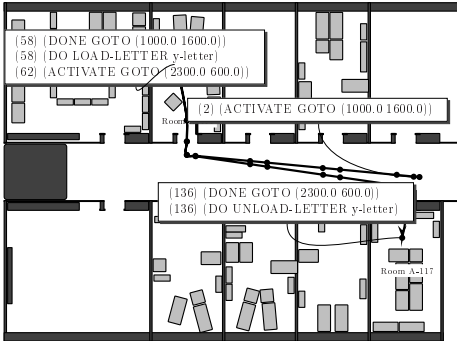 (58) (DONE GOTO (1000.0 1600.0))
(58) (DO LOAD-LETTER y-letter)
(62) (ACTIVATE GOTO (2300.0 600.0))
(2) (ACTIVATE GOTO (1000.0 1600.0))
Room
(136) (DONE GOTO (2300.0 600.0))
(136) (DO UNLOAD-LETTER y-letter)
Room A-117